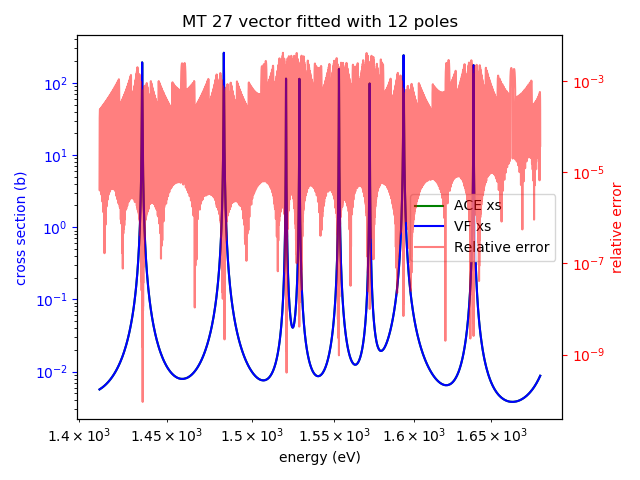 MT 27 vector fitted with 12 poles
10²
10¹
10⁰
10⁻¹
10⁻²
cross section (b)
10⁻³
10⁻⁵
10⁻⁷
10⁻⁹
relative error
ACE xs
VF xs
Relative error
1.4 × 10³ 1.45 × 10³ 1.5 × 10³ 1.55 × 10³ 1.6 × 10³ 1.65 × 10³
energy (eV)